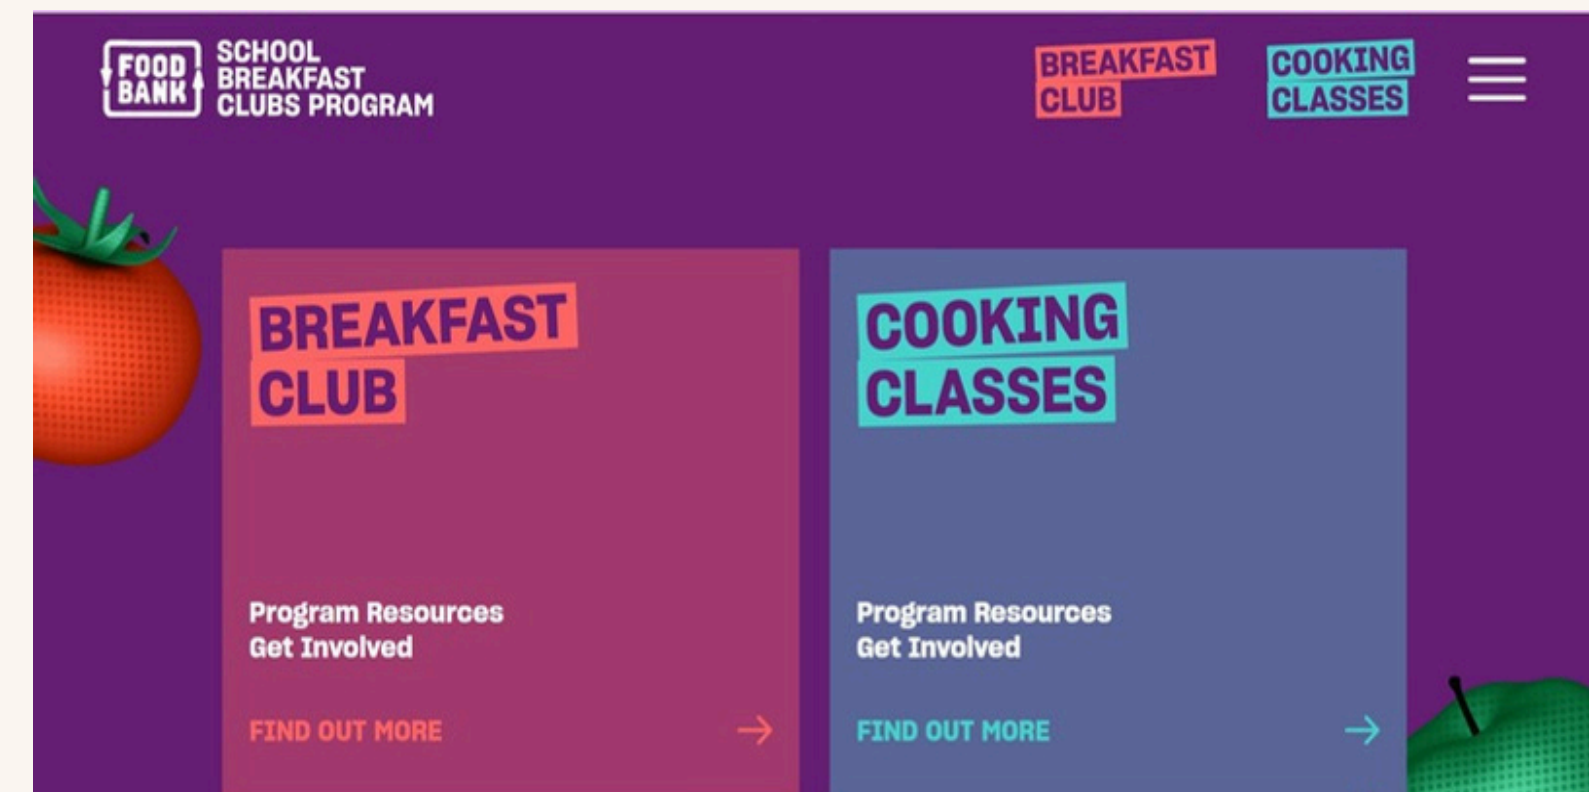 FOOD
BANK
SCHOOL
BREAKFAST
CLUBS PROGRAM
BREAKFAST
CLUB
COOKING
CLASSES
BREAKFAST
CLUB
Program Resources
Get Involved
FIND OUT MORE
COOKING
CLASSES
Program Resources
Get Involved
FIND OUT MORE